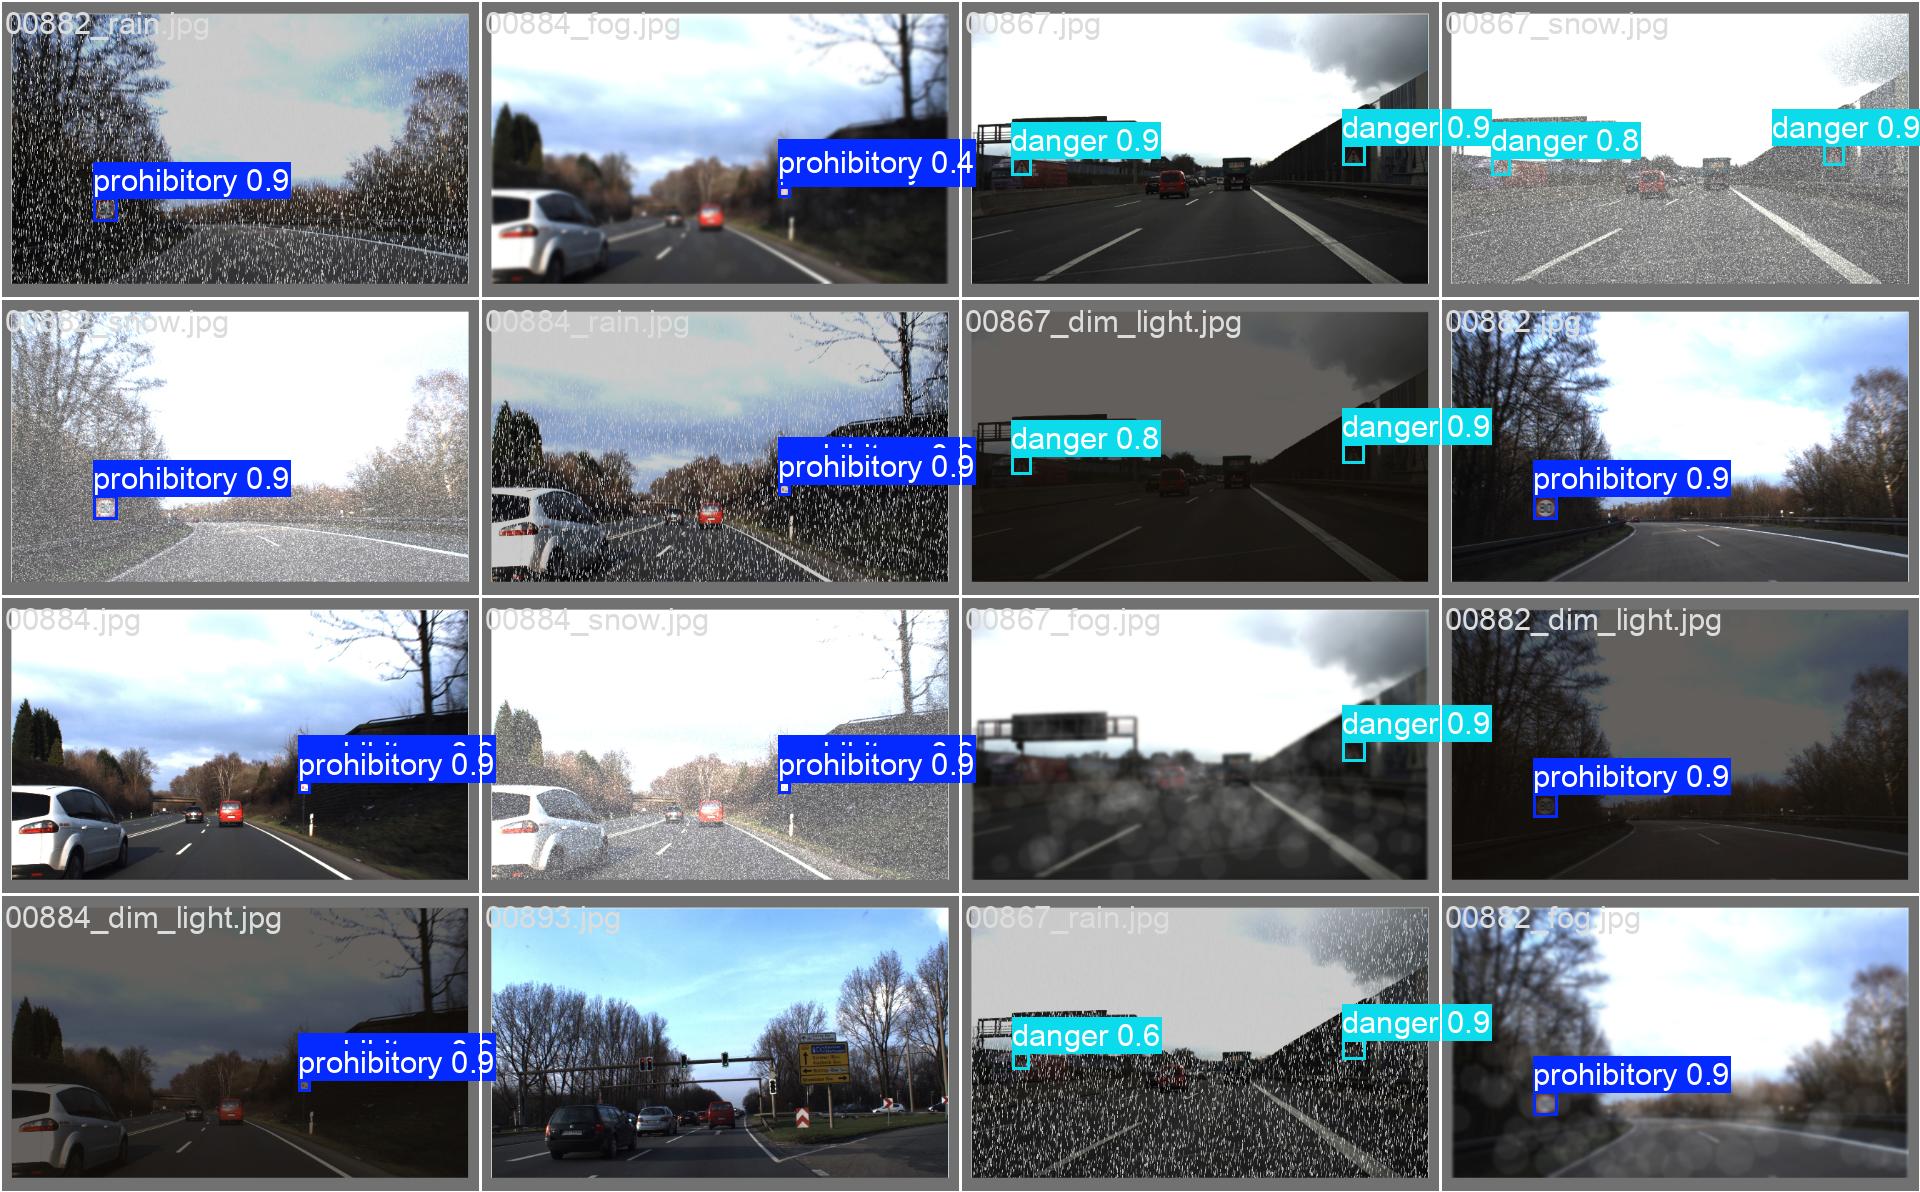 00882_rain.jpg
prohibitory 0.9
00884_fog.jpg
prohibitory 0.4
00867.jpg
danger 0.9
danger 0.9
00867_snow.jpg
danger 0.8
danger 0.9
00882_snow.jpg
prohibitory 0.9
00884_rain.jpg
prohibitory 0.9
00867_dim_light.jpg
danger 0.8
danger 0.9
00882.jpg
prohibitory 0.9
80
00884.jpg
prohibitory 0.9
00884_snow.jpg
prohibitory 0.9
00867_fog.jpg
danger 0.9
00882_dim_light.jpg
prohibitory 0.9
00884_dim_light.jpg
prohibitory 0.9
00893.jpg
00867_rain.jpg
danger 0.6
danger 0.9
00882_fog.jpg
prohibitory 0.9